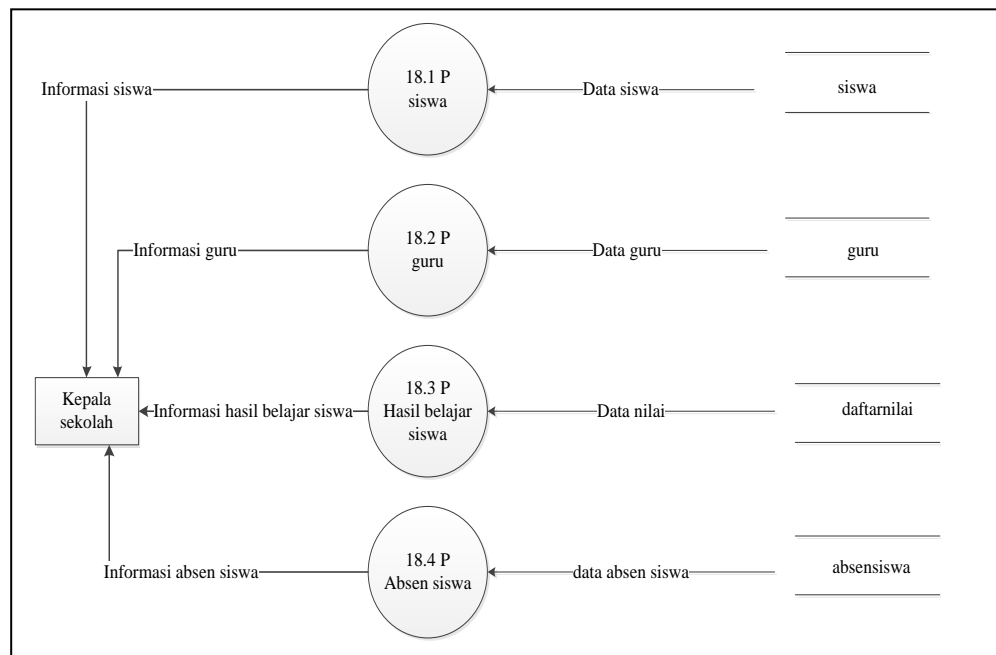 18.1 P
siswa
Informasi siswa
Data siswa
siswa
18.2 P
guru
Informasi guru
Data guru
guru
Kepala
sekolah
Informasi hasil belajar siswa
18.3 P
Hasil belajar
siswa
Data nilai
daftarnilai
18.4 P
Absen siswa
Informasi absen siswa
data absen siswa
absensiswa